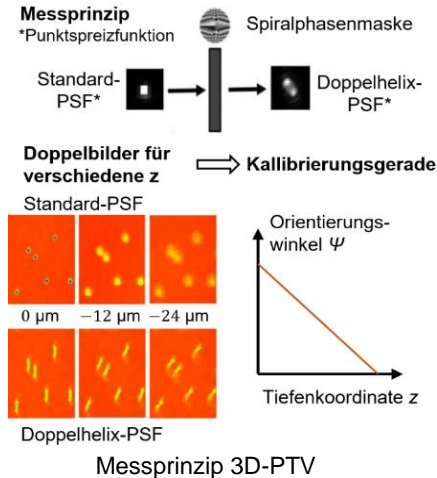 Messprinzip
*Punktspreizfunktion
Spiralphasenmaske
Standard-
PSF*
Doppelhelix-
PSF*
Doppelbilder für
verschiedene z
Kallibrierungsgerade
Standard-PSF
0 µm −12 µm −24 µm
Doppelhelix-PSF
Orientierungs-
winkel Ψ
Tiefenkoordinate z
Messprinzip 3D-PTV